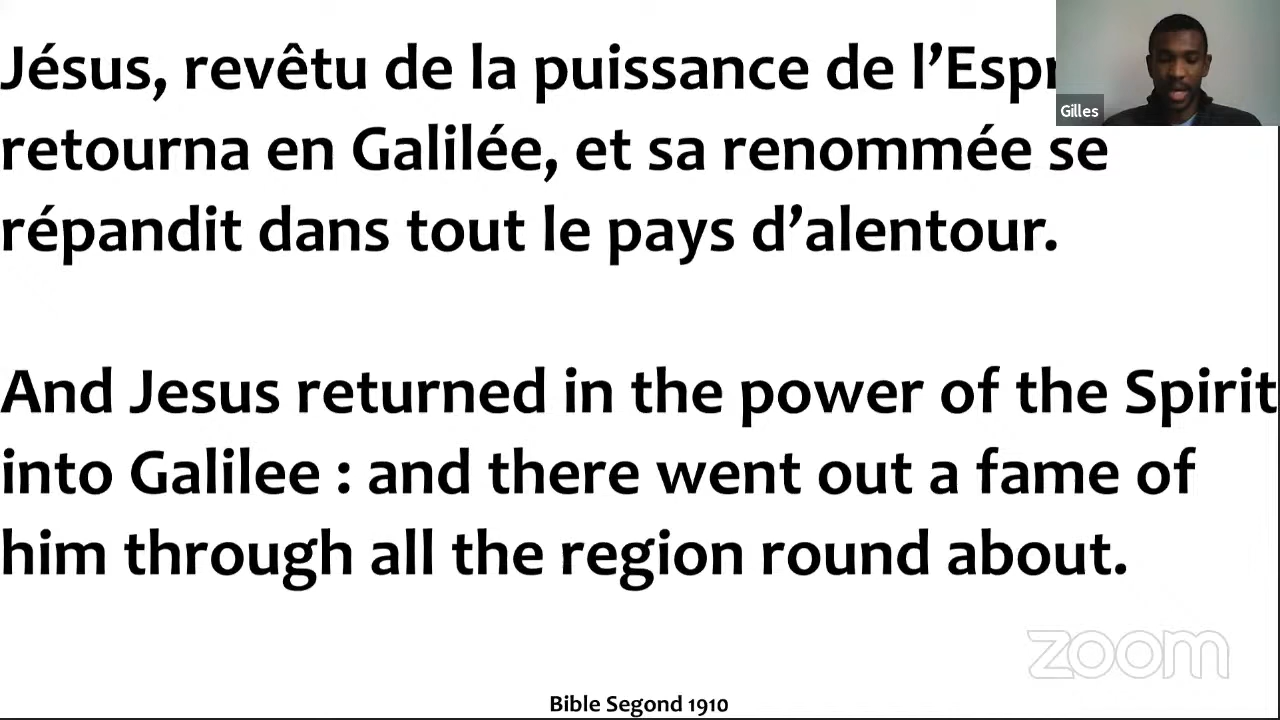 Jésus, revêtu de la puissance de l’
retourna en Galilée, et sa renommée se
répandit dans tout le pays d’alentour.
And Jesus returned in the power of the Spirit
into Galilee : and there went out a fame of
him through all the region round about.
Gilles
zoom
Bible Segond 1910